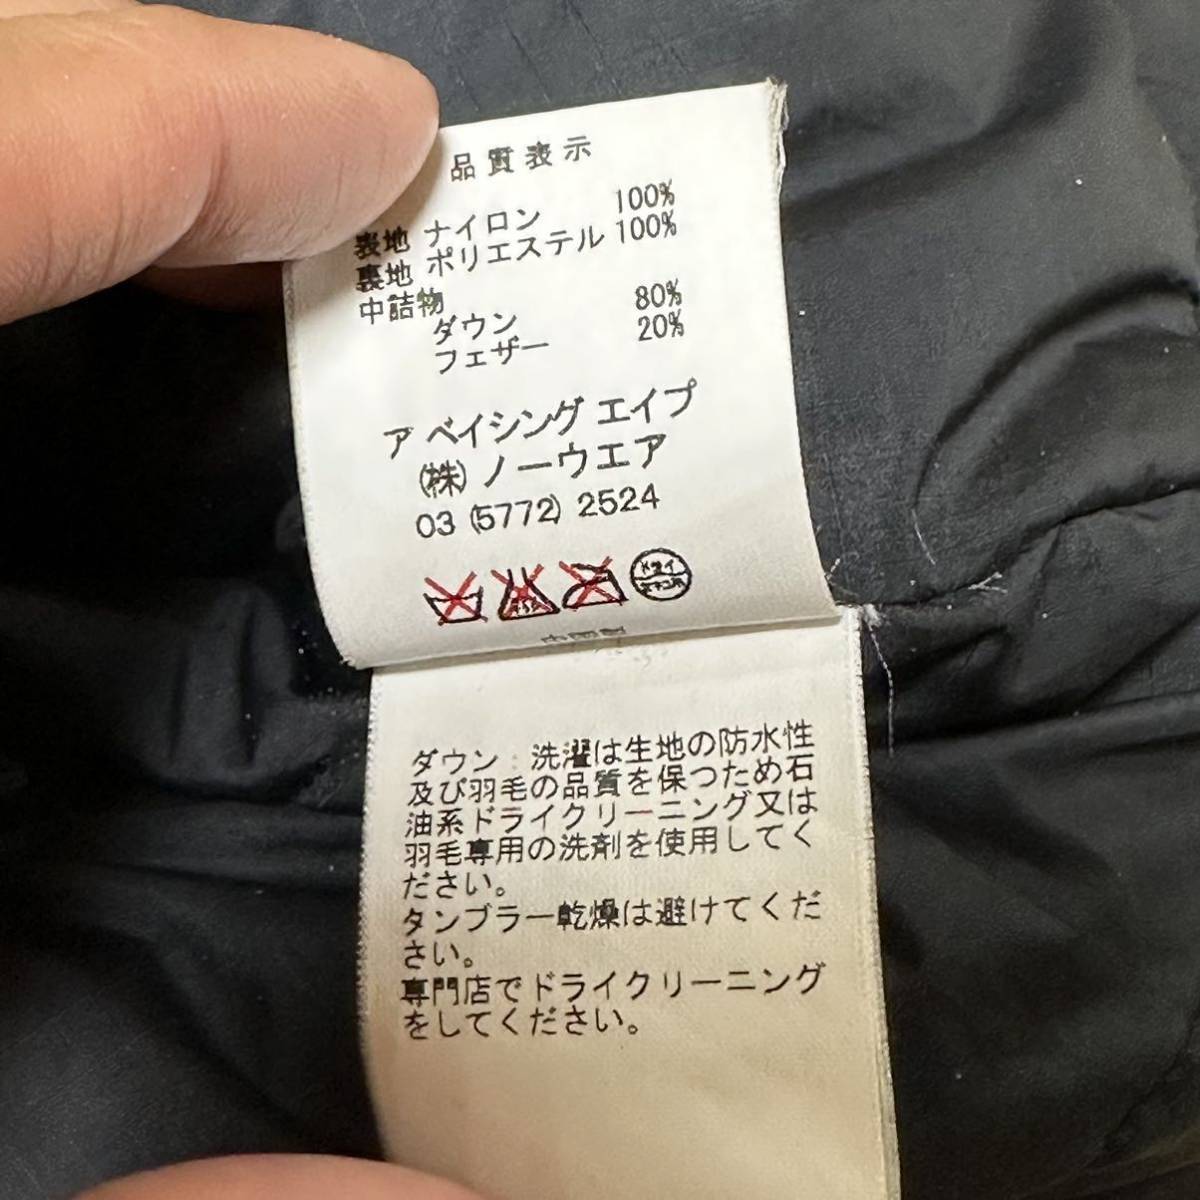 品質表示
表地 ナイロン 100%
裏地 ポリエステル 100%
中詰物
ダウン 80%
フェザー 20%
ア ベイシング エイプ
(株) ノーウエア
03 (5772) 2524
ドライ
ダウン：洗濯は生地の防水性
及び羽毛の品質を保つため石
油系ドライクリーニング又は
羽毛専用の洗剤を使用してく
ださい。
タンブラー乾燥は避けてくだ
さい。
専門店でドライクリーニング
をしてください。